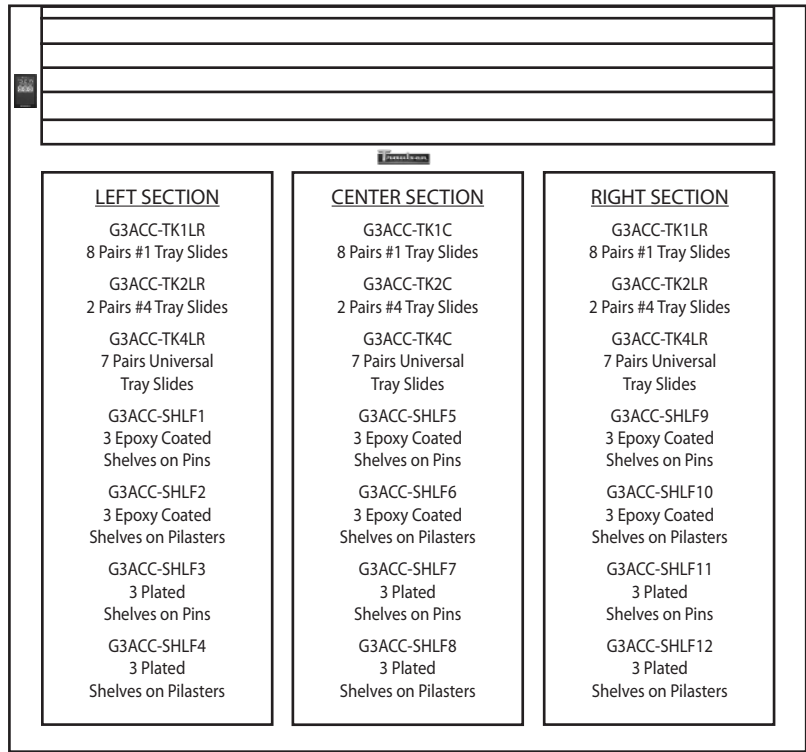 LEFT SECTION
G3ACC-TK1LR
8 Pairs #1 Tray Slides
G3ACC-TK2LR
2 Pairs #4 Tray Slides
G3ACC-TK4LR
7 Pairs Universal
Tray Slides
G3ACC-SHLF1
3 Epoxy Coated
Shelves on Pins
G3ACC-SHLF2
3 Epoxy Coated
Shelves on Pilasters
G3ACC-SHLF3
3 Plated
Shelves on Pins
G3ACC-SHLF4
3 Plated
Shelves on Pilasters
CENTER SECTION
G3ACC-TK1C
8 Pairs #1 Tray Slides
G3ACC-TK2C
2 Pairs #4 Tray Slides
G3ACC-TK4C
7 Pairs Universal
Tray Slides
G3ACC-SHLF5
3 Epoxy Coated
Shelves on Pins
G3ACC-SHLF6
3 Epoxy Coated
Shelves on Pilasters
G3ACC-SHLF7
3 Plated
Shelves on Pins
G3ACC-SHLF8
3 Plated
Shelves on Pilasters
RIGHT SECTION
G3ACC-TK1LR
8 Pairs #1 Tray Slides
G3ACC-TK2LR
2 Pairs #4 Tray Slides
G3ACC-TK4LR
7 Pairs Universal
Tray Slides
G3ACC-SHLF9
3 Epoxy Coated
Shelves on Pins
G3ACC-SHLF10
3 Epoxy Coated
Shelves on Pilasters
G3ACC-SHLF11
3 Plated
Shelves on Pins
G3ACC-SHLF12
3 Plated
Shelves on Pilasters